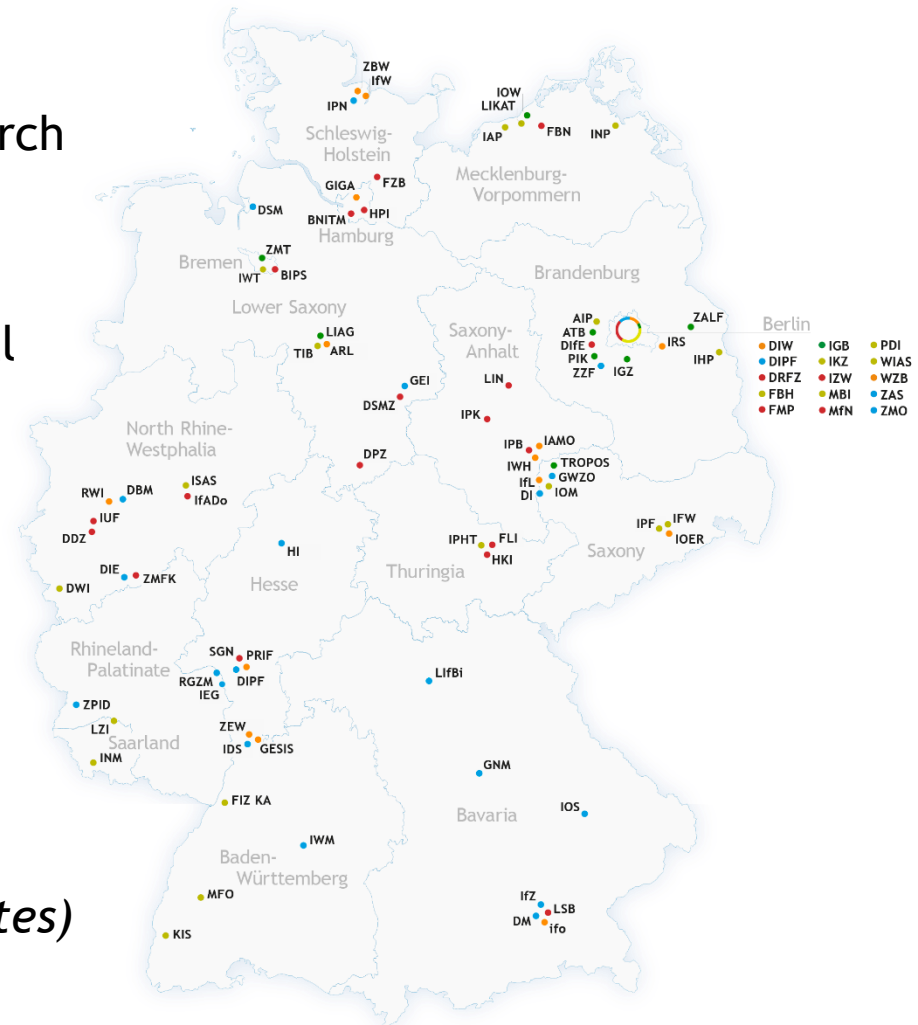 rch
l
tes)
ZBW
IfW
IPN
Schleswig-
Holstein
IOW
LIKAT
IAP
FBN
INP
Mecklenburg-
Vorpommern
FZB
GIGA
BNITM
HPI
Hamburg
DSM
ZMT
Bremen
IWT
BIPS
Lower Saxony
LIAG
TIB
ARL
GEI
DSMZ
DPZ
Saxony-
Anhalt
LIN
IPK
IPB
IAMO
IWH
Brandenburg
AIP
ATB
DIfE
PIK
ZZF
IGZ
IRS
ZALF
IHP
Berlin
DIW IGB PDI
DIPF IKZ WIAS
DRFZ IZW WZB
FBH MBI ZAS
FMP MfN ZMO
TROPOS
GWZO
IfL
IOM
DI
IPF
IFW
IOER
Saxony
North Rhine-
Westphalia
ISAS
IfADo
RWI
DBM
IUF
DDZ
DIE
ZMFK
DWI
HI
Hesse
IPHT
FLI
HKI
Thuringia
Rhineland-
Palatinate
SGN
PRIF
RGZM
DIPF
IEG
ZPID
LZI
Saarland
INM
ZEW
IDS
GESIS
LIfBi
GNM
IOS
Bavaria
FIZ KA
IWM
Baden-
Württemberg
MFO
KIS
IfZ
LSB
DM
ifo